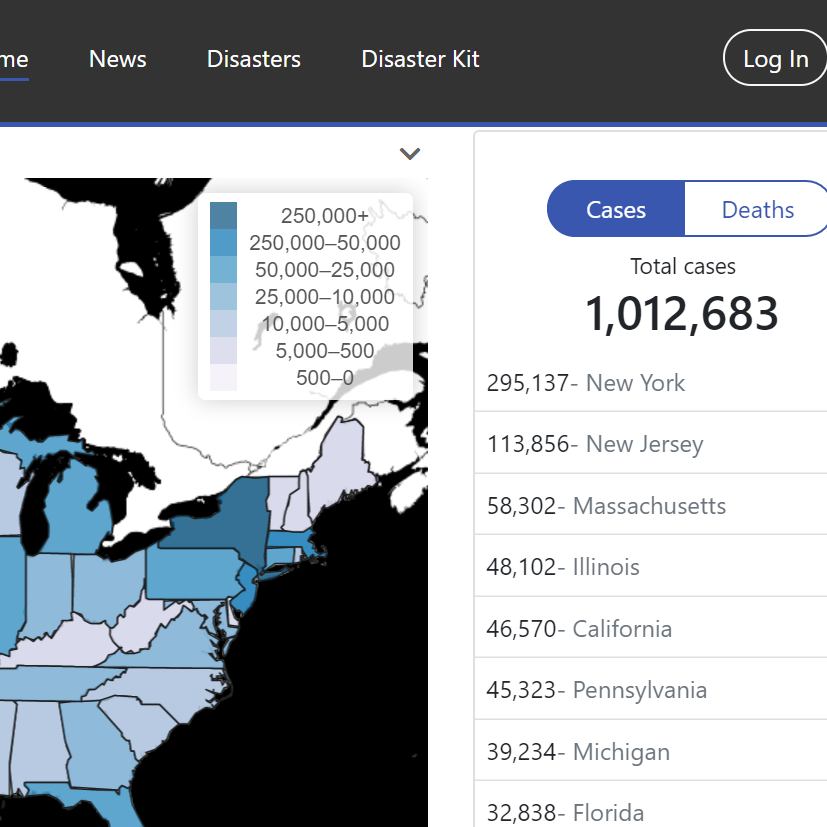 me News Disasters Disaster Kit Log In
250,000+
250,000–50,000
50,000–25,000
25,000–10,000
10,000–5,000
5,000–500
500–0
Cases Deaths
Total cases
1,012,683
295,137- New York
113,856- New Jersey
58,302- Massachusetts
48,102- Illinois
46,570- California
45,323- Pennsylvania
39,234- Michigan
32,838- Florida